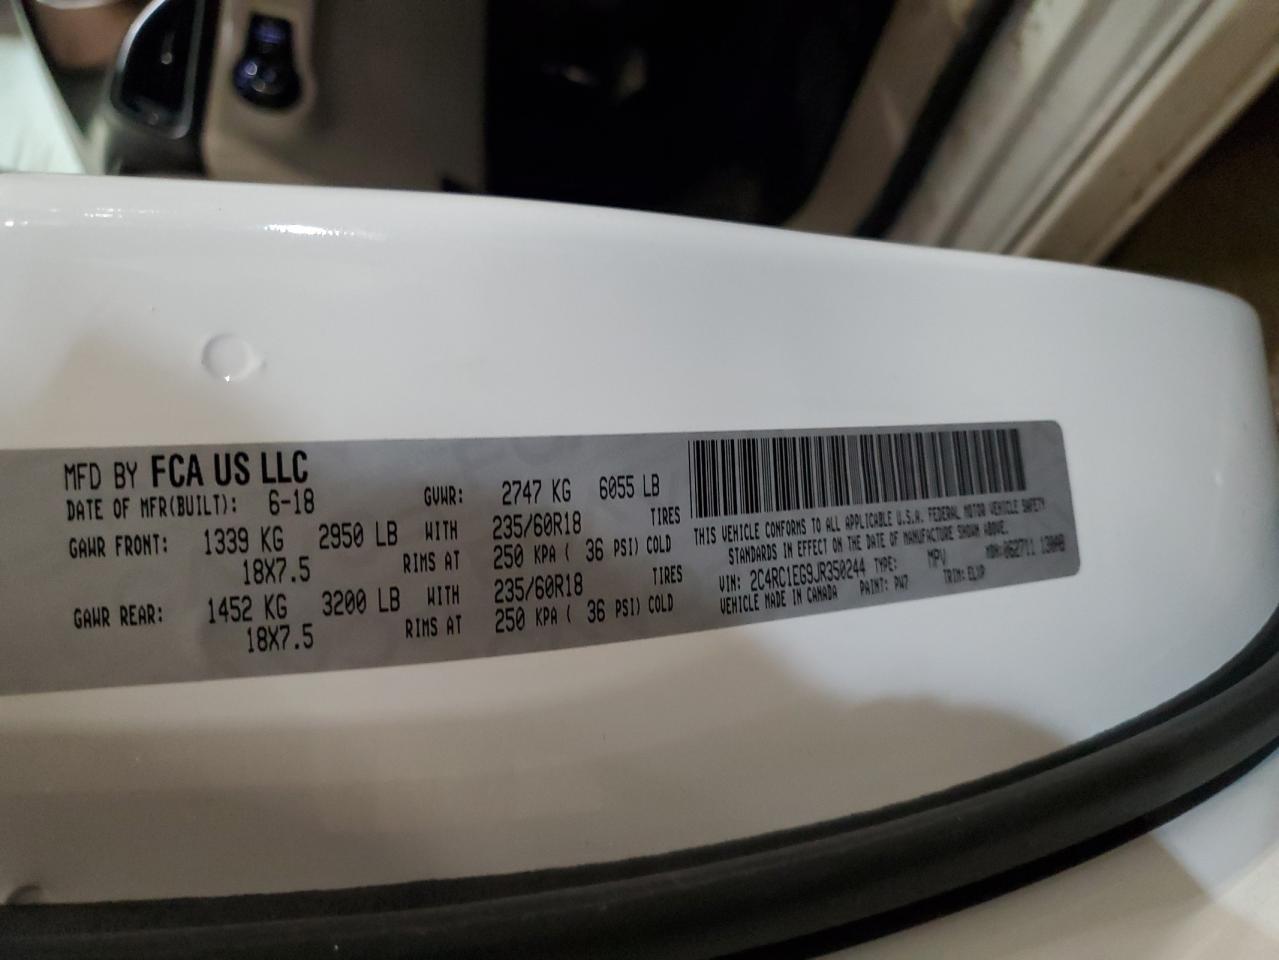 MFD BY FCA US LLC
DATE OF MFR(BUILT): 6-18 GVWR: 2747 KG 6055 LB
GAWR FRONT: 1339 KG 2950 LB WITH 235/60R18 TIRES
18X7.5 RIMS AT 250 KPA ( 36 PSI) COLD
GAWR REAR: 1452 KG 3200 LB WITH 235/60R18 TIRES
18X7.5 RIMS AT 250 KPA ( 36 PSI) COLD
THIS VEHICLE CONFORMS TO ALL APPLICABLE U.S.A. FEDERAL MOTOR VEHICLE SAFETY
STANDARDS IN EFFECT ON THE DATE OF MANUFACTURE SHOWN ABOVE.
VIN: 2C4RC1EG9JR350244 TYPE: MPV MDH:062711 130AB
VEHICLE MADE IN CANADA PAINT: PW7 TRIM: